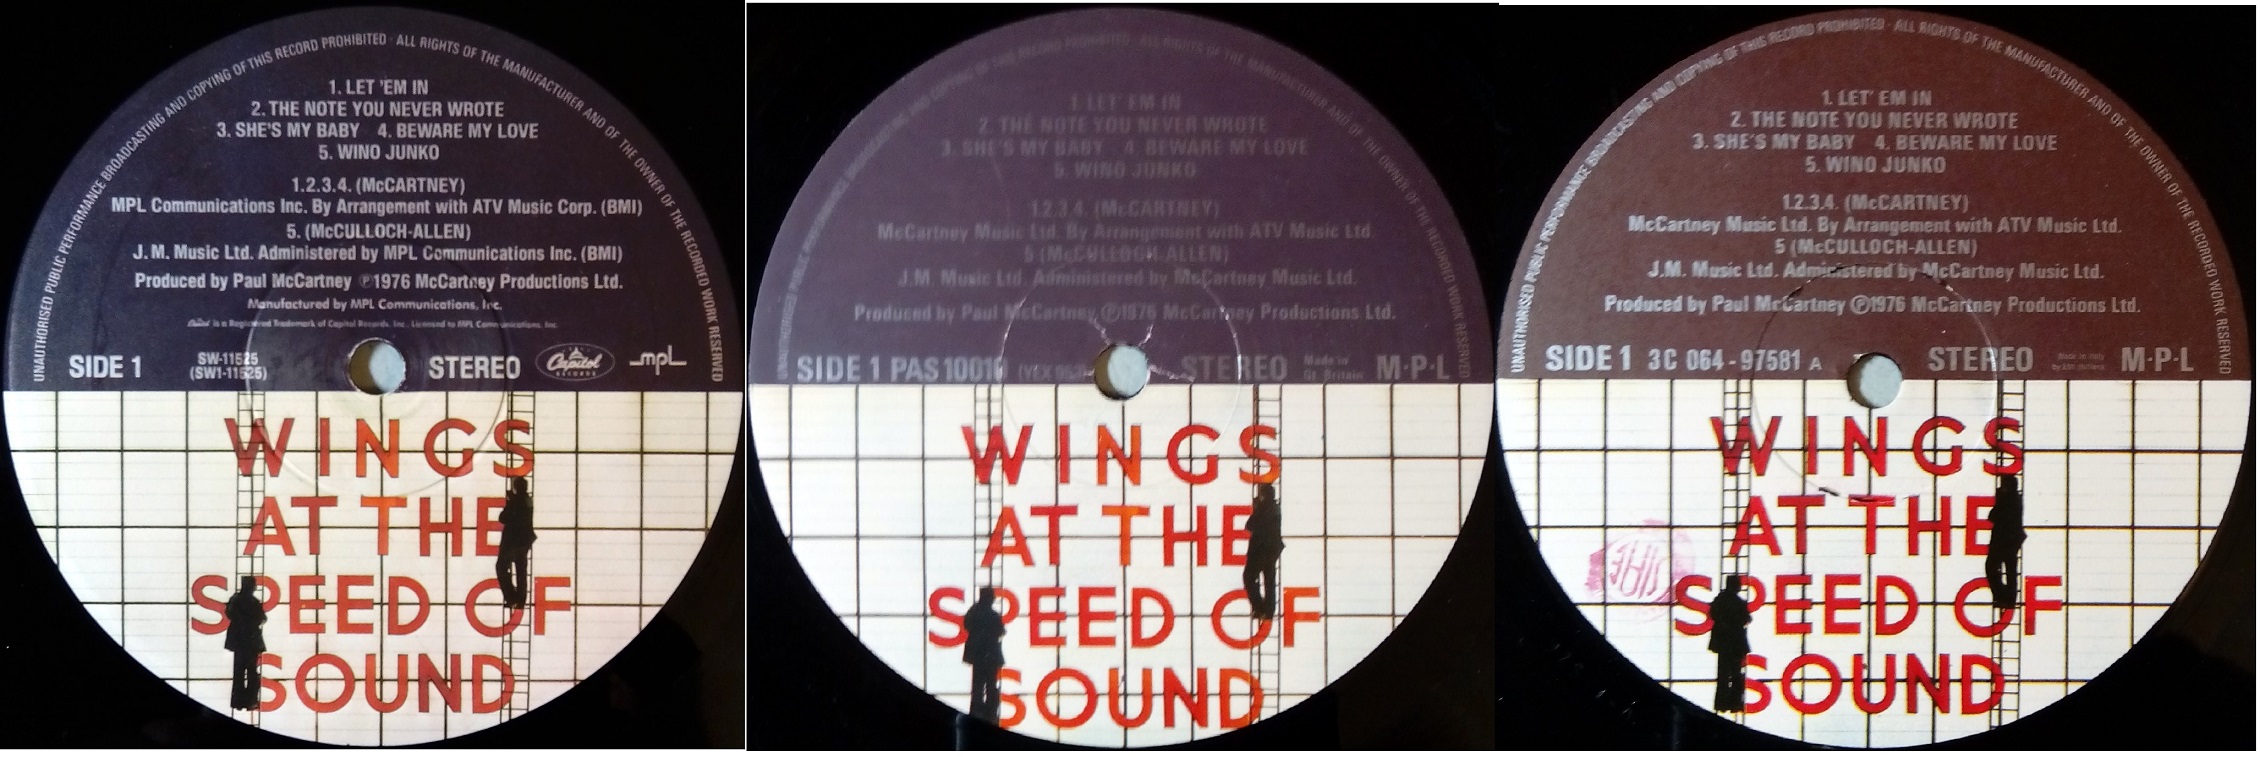 UNAUTHORISED PUBLIC PERFORMANCE BROADCASTING AND COPYING OF THIS RECORD PROHIBITED · ALL RIGHTS OF THE MANUFACTURER AND OF THE OWNER OF THE RECORDED WORK RESERVED
1. LET 'EM IN
2. THE NOTE YOU NEVER WROTE
3. SHE'S MY BABY 4. BEWARE MY LOVE
5. WINO JUNKO
1.2.3.4. (McCARTNEY)
MPL Communications Inc. By Arrangement with ATV Music Corp. (BMI)
5. (McCULLOCH-ALLEN)
J.M. Music Ltd. Administered by MPL Communications Inc. (BMI)
Produced by Paul McCartney ℗1976 McCartney Productions Ltd.
Manufactured by MPL Communications, Inc.
Capitol is a Registered Trademark of Capitol Records, Inc. Licensed to MPL Communications, Inc.
SIDE 1 SW-11525 STEREO Capitol RECORDS mpl
(SW1-11525)
WINGS
AT THE
SPEED OF
SOUND
UNAUTHORISED PUBLIC PERFORMANCE BROADCASTING AND COPYING OF THIS RECORD PROHIBITED · ALL RIGHTS OF THE MANUFACTURER AND OF THE OWNER OF THE RECORDED WORK RESERVED
1 LET' EM IN
2. THE NOTE YOU NEVER WROTE
3. SHE'S MY BABY 4. BEWARE MY LOVE
5. WINO JUNKO
1.2.3.4. (McCARTNEY)
McCartney Music Ltd. By Arrangement with ATV Music Ltd.
5 (McCULLOCH-ALLEN)
J.M. Music Ltd. Administered by McCartney Music Ltd.
Produced by Paul McCartney ℗1976 McCartney Productions Ltd.
SIDE 1 PAS 10010 STEREO Made in Gt Britain M·P·L
WINGS
AT THE
SPEED OF
SOUND
UNAUTHORISED PUBLIC PERFORMANCE BROADCASTING AND COPYING OF THIS RECORD PROHIBITED · ALL RIGHTS OF THE MANUFACTURER AND OF THE OWNER OF THE RECORDED WORK RESERVED
1. LET' EM IN
2. THE NOTE YOU NEVER WROTE
3. SHE'S MY BABY 4. BEWARE MY LOVE
5. WINO JUNKO
1.2.3.4. (McCARTNEY)
McCartney Music Ltd. By Arrangement with ATV Music Ltd.
5 (McCULLOCH-ALLEN)
J.M. Music Ltd. Administered by McCartney Music Ltd.
Produced by Paul McCartney ℗1976 McCartney Productions Ltd.
SIDE 1 3C 064-97581 A STEREO Made in Italy M·P·L
WINGS
AT THE
SPEED OF
SOUND